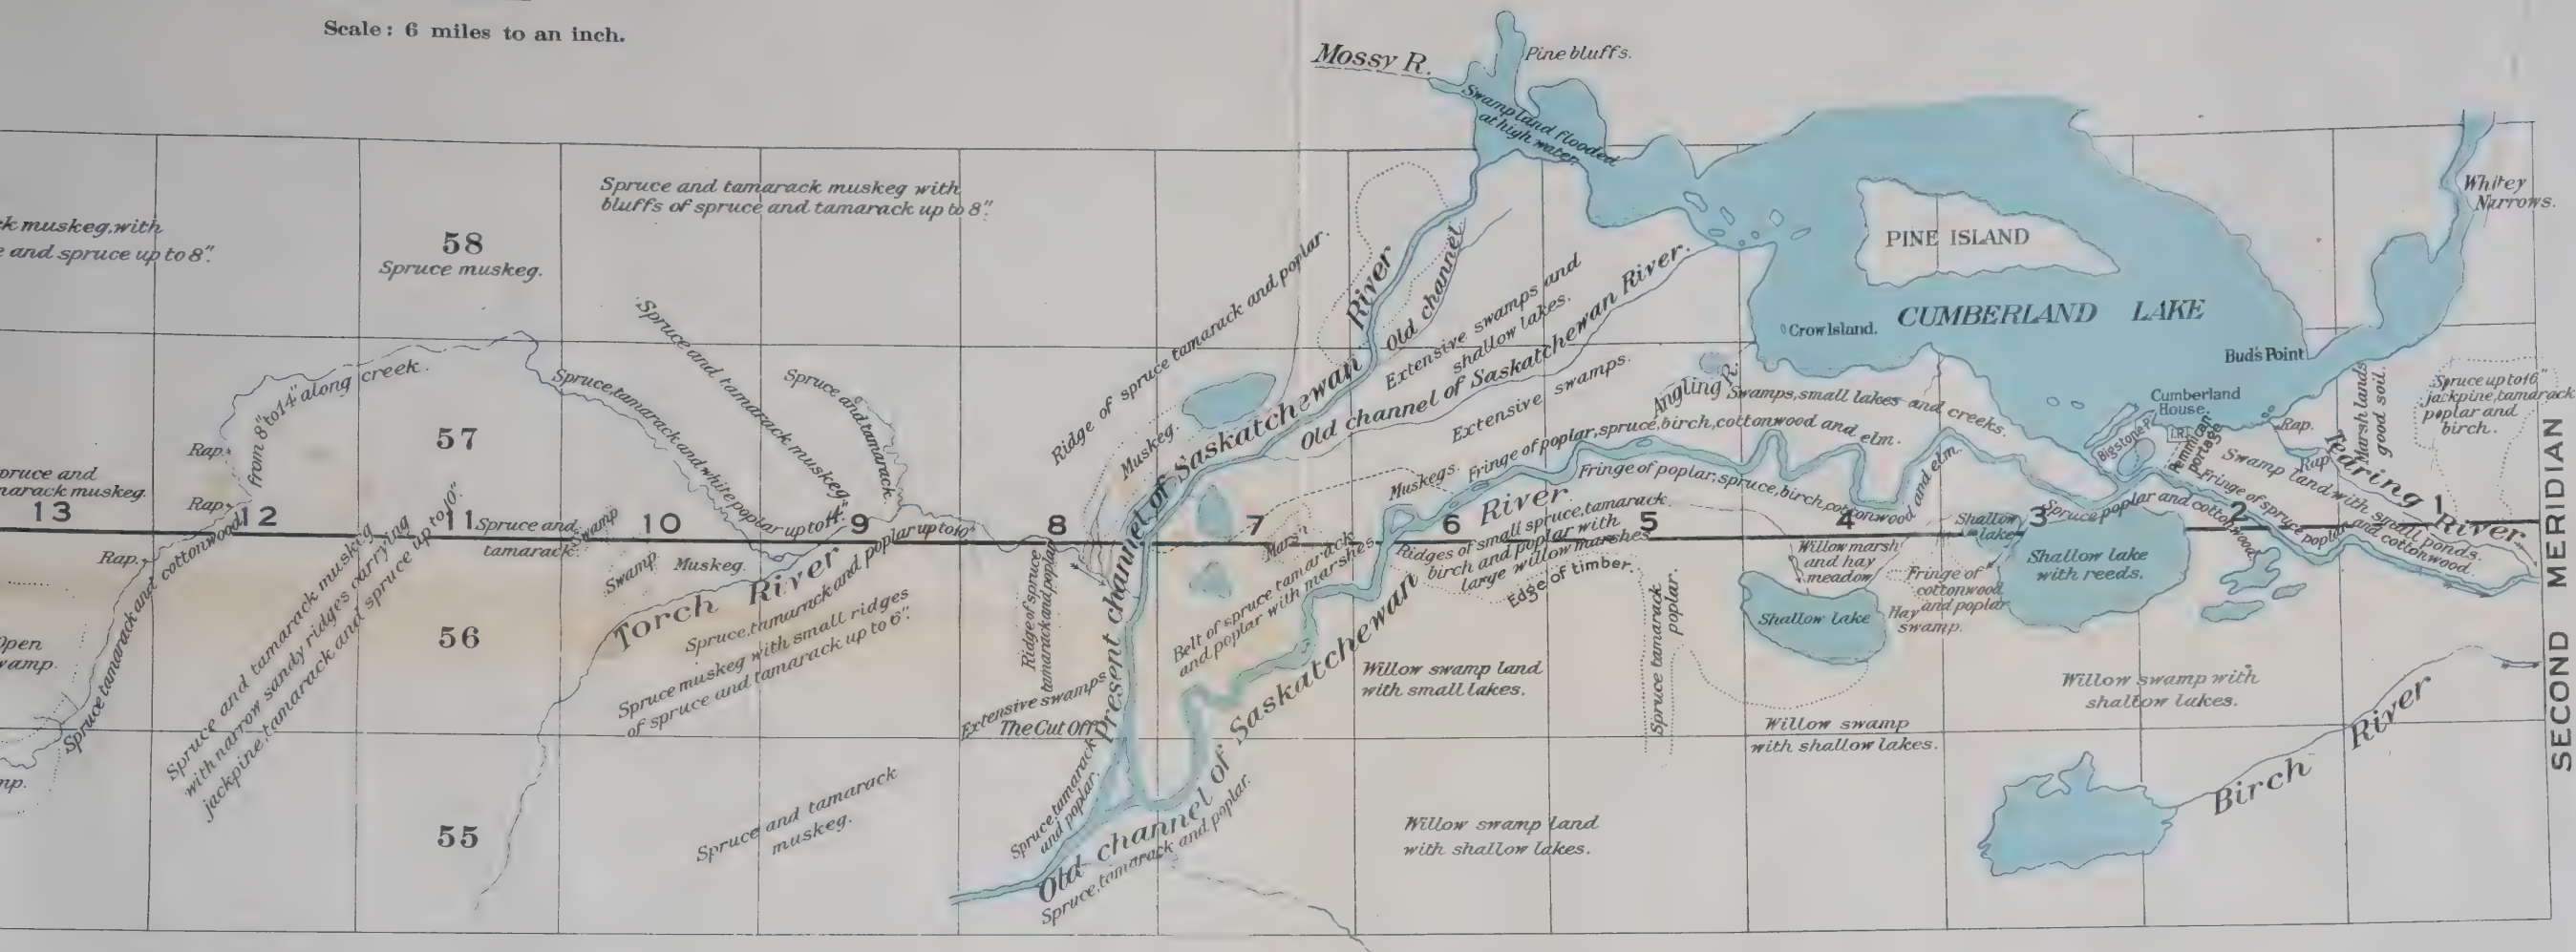 Scale: 6 miles to an inch.
Mossy R.
Pine bluffs.
Swamp land flooded
at high water.
Whitey
Narrows.
Spruce and tamarack muskeg with
bluffs of spruce and tamarack up to 8".
muskeg, with
and spruce up to 8".
58
Spruce muskeg.
PINE ISLAND
CUMBERLAND LAKE
Crow Island.
Bud's Point
Cumberland
House.
I.R.
Bigstone R.
Pemmican
portage
Rap.
Rap.
Tearing River
Marsh lands
good soil.
Spruce up to 16"
jackpine, tamarack
poplar and
birch.
Swamp land with small ponds.
Fringe of spruce poplar and cottonwood.
Spruce poplar and cottonwood
SECOND MERIDIAN
River
Old channel
Extensive swamps and
shallow lakes.
Old channel of Saskatchewan River.
Extensive swamps.
Angling R.
Swamps, small lakes and creeks.
Fringe of poplar, spruce, birch, cottonwood and elm.
Fringe of poplar, spruce, birch, cottonwood and elm.
Muskegs.
Ridge of spruce tamarack and poplar.
Muskeg.
Present channel of Saskatchewan
Spruce and tamarack muskeg.
Spruce and tamarack.
Spruce, tamarack and white poplar up to 14".
from 8" to 14" along creek.
57
Rap.
Rap.
Rap.
spruce and
muskeg.
13
12
11
10
9
8
7
6
5
4
3
2
1
Spruce and
tamarack
Swamp
Swamp
Muskeg.
Torch River
Spruce, tamarack and poplar up to 10"
Spruce muskeg with small ridges
of spruce and tamarack up to 6".
Spruce tamarack and cottonwood
Spruce and tamarack muskeg
with narrow sandy ridges carrying
jackpine, tamarack and spruce up to 10".
56
Open
Ridge of spruce
tamarack and poplar
Extensive swamps
The Cut Off
Marsh
Belt of spruce tamarack
and poplar with marshes
River
Ridges of small spruce, tamarack
birch and poplar with
large willow marshes
Edge of timber.
Spruce tamarack
poplar.
Willow marsh
and hay
meadow
Shallow
lake
Shallow lake
Fringe of
cottonwood
and poplar
Hay
swamp.
Shallow lake
with reeds.
Willow swamp land
with small lakes.
Willow swamp
with shallow lakes.
Willow swamp with
shallow lakes.
Birch River
55
Spruce and tamarack
muskeg.
Spruce, tamarack
and poplar.
Old channel of Saskatchewan
Spruce, tamarack and poplar.
Willow swamp land
with shallow lakes.